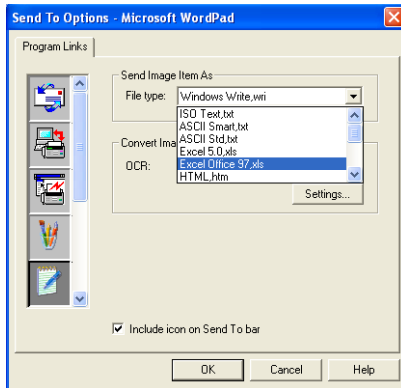 Send To Options - Microsoft WordPad
Program Links
Send Image Item As
File type: Windows Write,wri
ISO Text,txt
ASCII Smart,txt
ASCII Std,txt
Excel 5.0,xls
Excel Office 97,xls
HTML,htm
Convert Ima
OCR:
Settings...
Include icon on Send To bar
OK Cancel Help